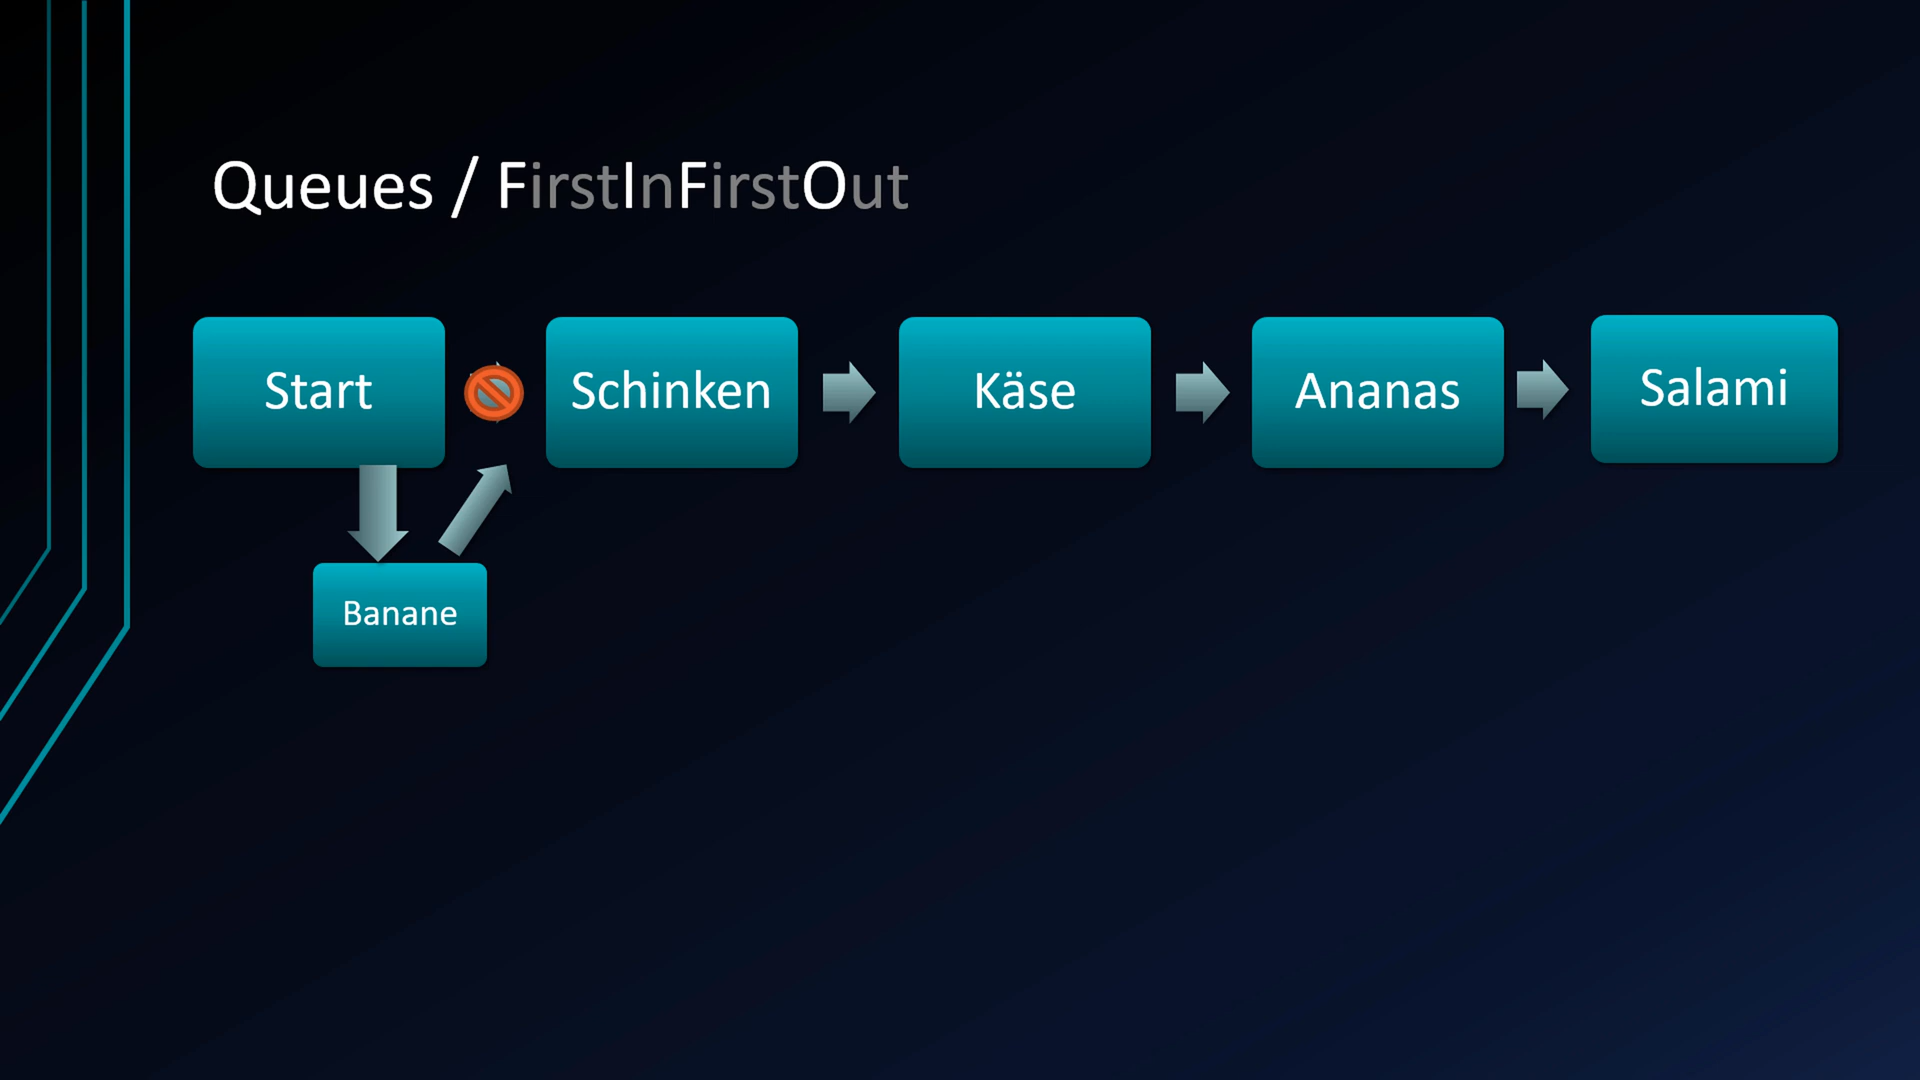 Queues / FirstInFirstOut
Start
Schinken
Käse
Ananas
Salami
Banane